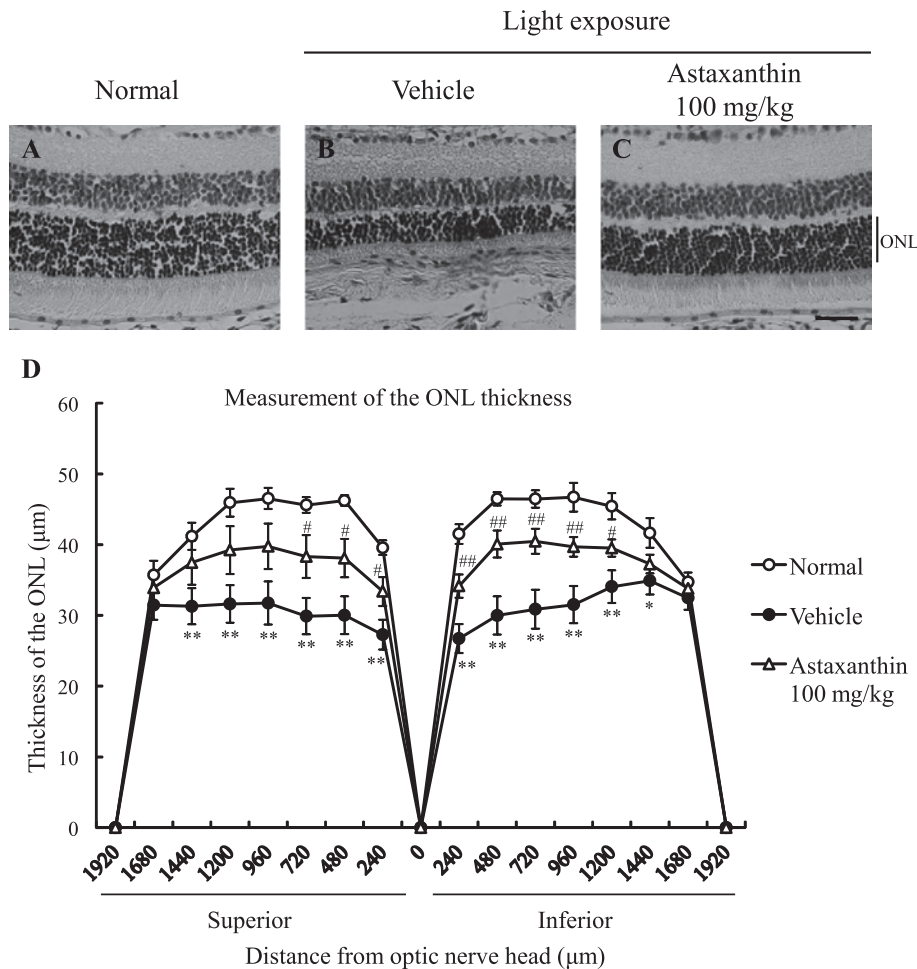 Light exposure
Normal
Vehicle
Astaxanthin
100 mg/kg
A
B
C
ONL
D
Measurement of the ONL thickness
Thickness of the ONL (μm)
60
50
40
30
20
10
0
# # #
## ## ## ## #
** ** ** ** ** **
** ** ** ** ** *
Normal
Vehicle
Astaxanthin
100 mg/kg
1920 1680 1440 1200 960 720 480 240 0 240 480 720 960 1200 1440 1680 1920
Superior
Inferior
Distance from optic nerve head (μm)